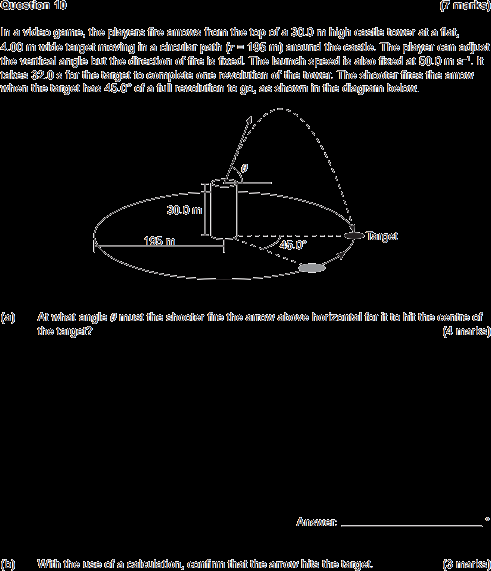 Question 10 (7 marks)
In a video game, the players fire arrows from the top of a 30.0 m high castle tower at a flat,
4.00 m wide target moving in a circular path (r = 195 m) around the castle. The player can adjust
the vertical angle but the direction of fire is fixed. The launch speed is also fixed at 50.0 m s⁻¹. It
takes 32.0 s for the target to complete one revolution of the tower. The shooter fires the arrow
when the target has 45.0° of a full revolution to go, as shown in the diagram below.
θ
30.0 m
195 m
45.0°
Target
(a) At what angle θ must the shooter fire the arrow above horizontal for it to hit the centre of
the target? (4 marks)
Answer: ____________________ °
(b) With the use of a calculation, confirm that the arrow hits the target. (3 marks)